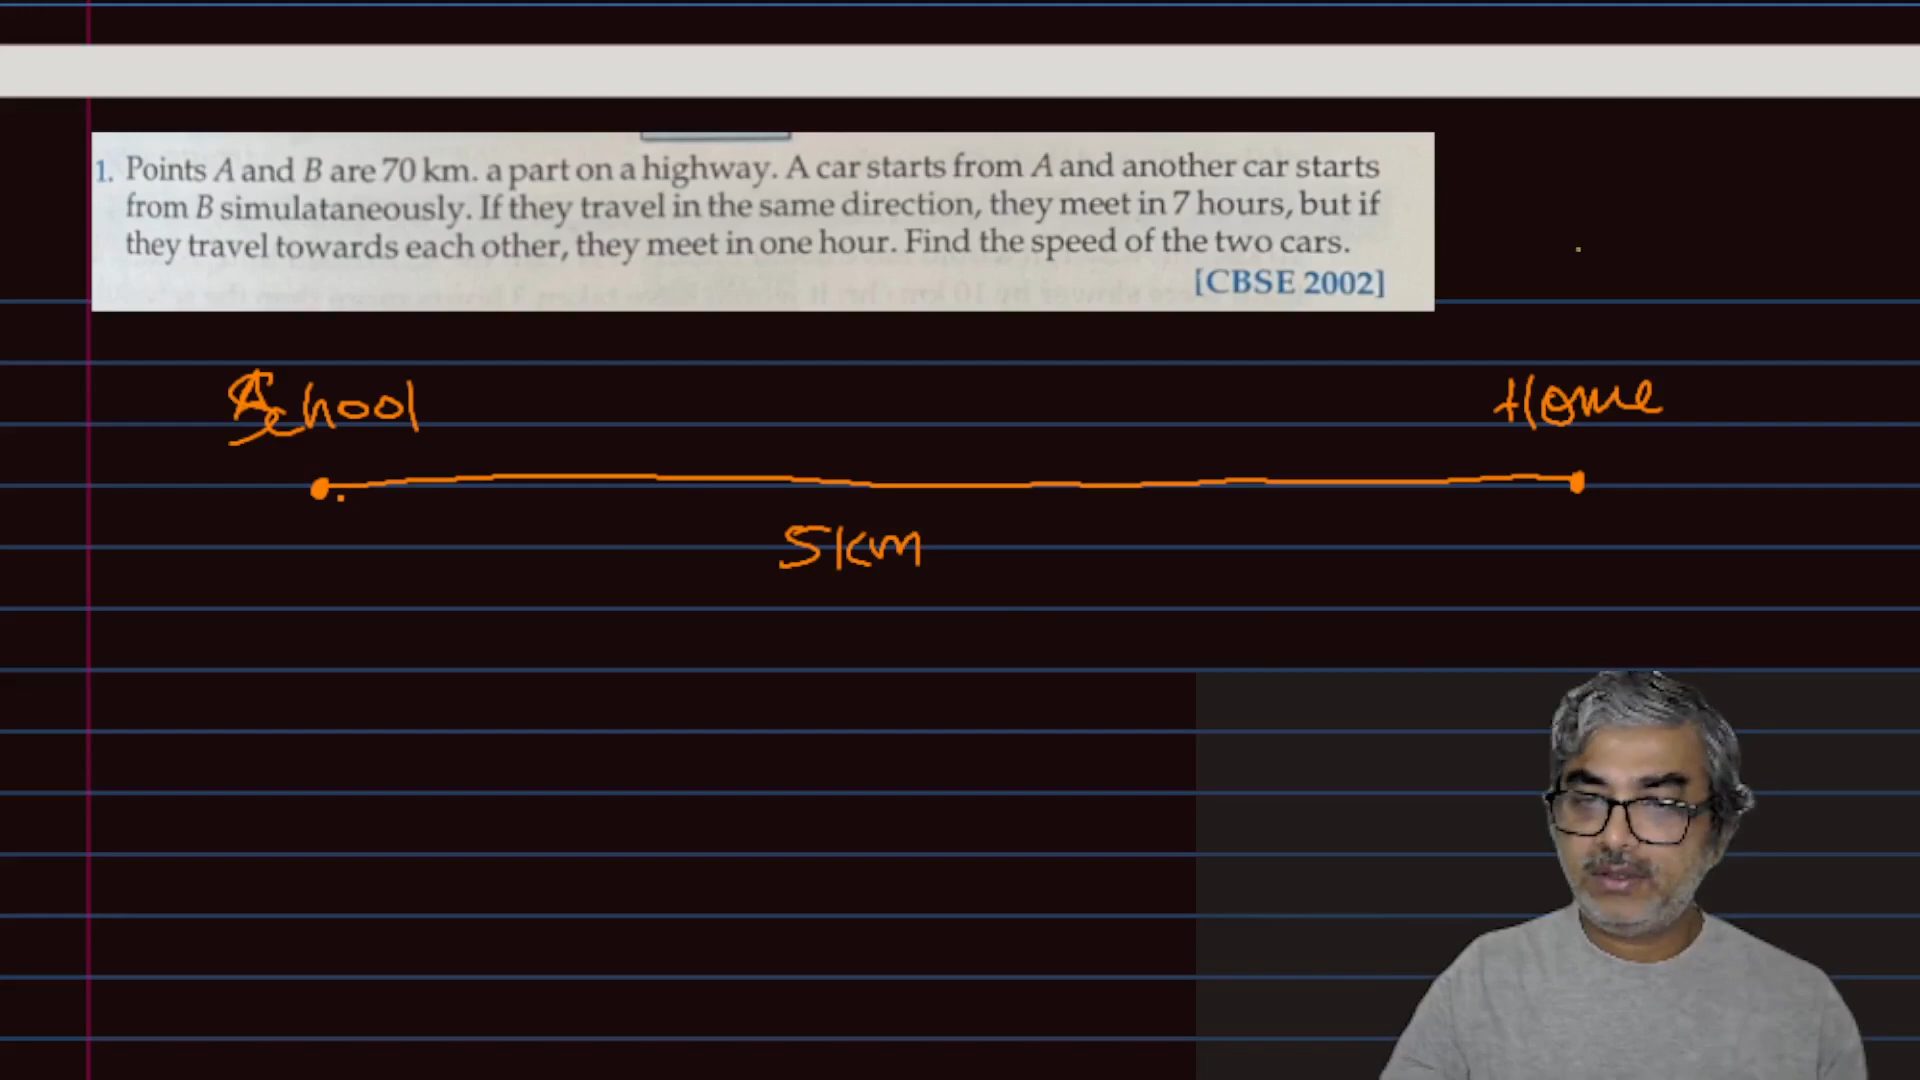 1. Points A and B are 70 km. a part on a highway. A car starts from A and another car starts
from B simulataneously. If they travel in the same direction, they meet in 7 hours, but if
they travel towards each other, they meet in one hour. Find the speed of the two cars.
[CBSE 2002]
School
Home
5km